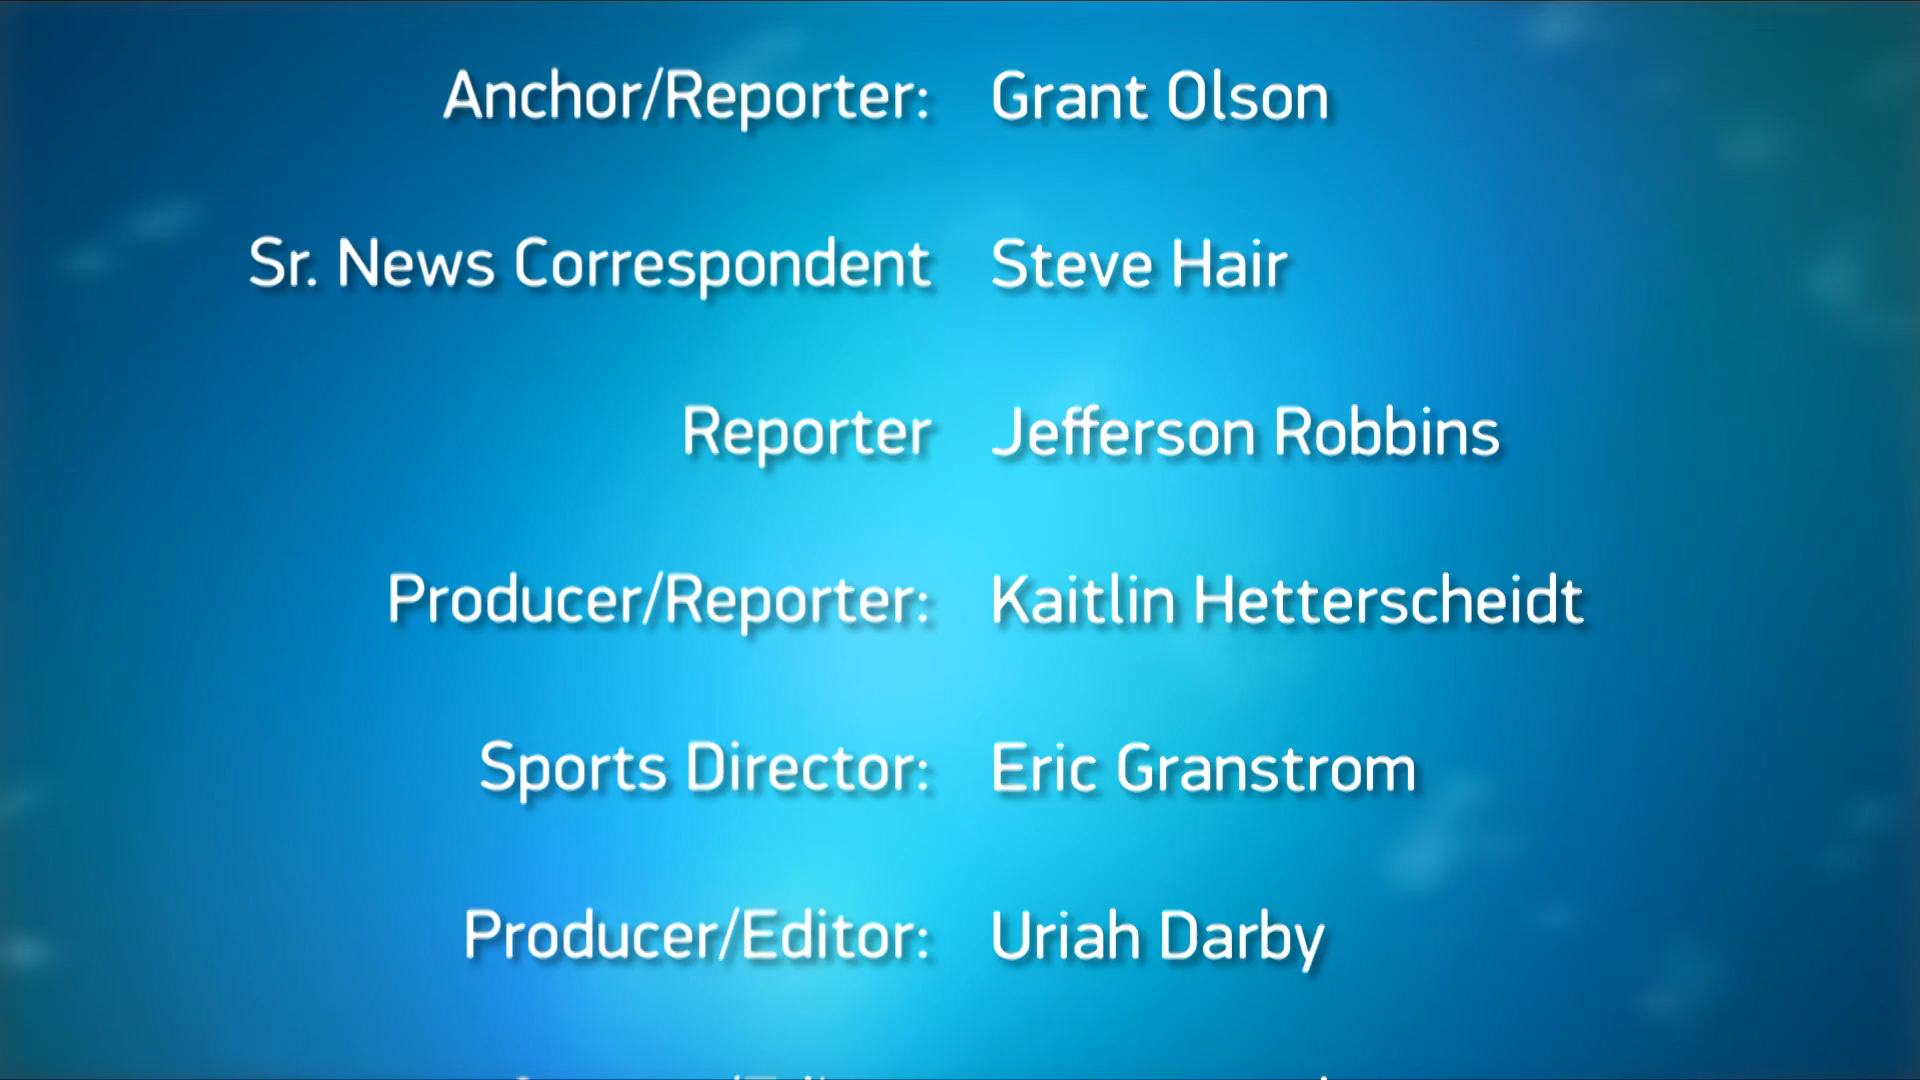 Anchor/Reporter: Grant Olson
Sr. News Correspondent Steve Hair
Reporter Jefferson Robbins
Producer/Reporter: Kaitlin Hetterscheidt
Sports Director: Eric Granstrom
Producer/Editor: Uriah Darby